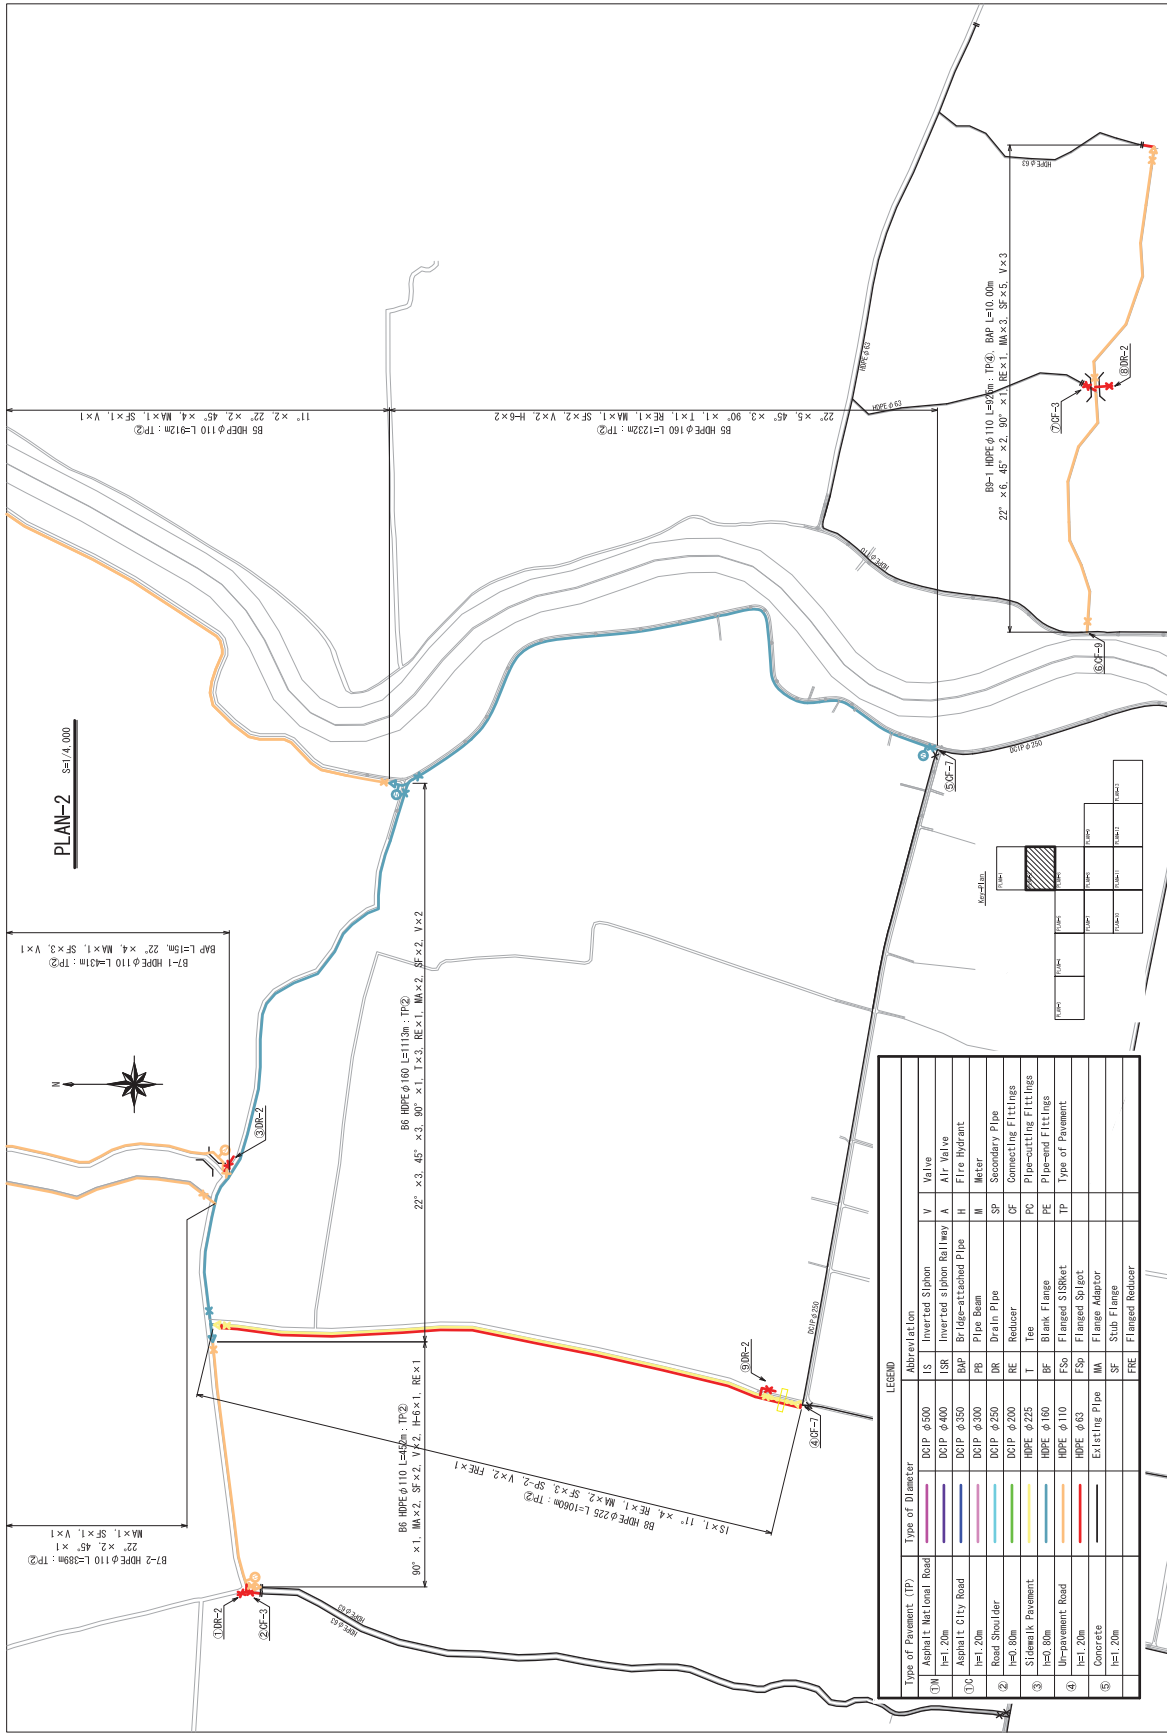 PLAN-2
S=1/4,000
N
B5 HDEPφ110 L=912m : TP②
11° ×2, 22° ×2, 45° ×4, MA×1, SF×1, V×1
B5 HDPEφ160 L=1232m : TP②
22° ×5, 45° ×3, 90° ×1, T×1, RE×1, MA×1, SF×2, V×2, H-6×2
B7-1 HDPEφ110 L=431m : TP②
BAP L=15m, 22° ×4, MA×1, SF×3, V×1
B6 HDPEφ160 L=1113m : TP②
22° ×3, 45° ×3, 90° ×1, T×3, RE×1, MA×2, SF×2, V×2
B6 HDPEφ110 L=452m : TP②
90° ×1, MA×2, SF×2, V×2, H-6×1, RE×1
B7-2 HDPEφ110 L=389m : TP②
22° ×2, 45° ×1
MA×1, SF×1, V×1
B8 HDPEφ225 L=1060m : TP②
IS×1, 11° ×4, RE×1, MA×2, SF×3, SP-2, V×2, FRE×1
B9-1 HDPEφ110 L=926m : TP④, BAP L=10.00m
22° ×6, 45° ×2, 90° ×1, RE×1, MA×3, SF×5, V×3
①DR-2
②CF-3
③DR-2
④CF-7
⑤CF-7
⑥CF-9
⑦CF-3
⑧DR-2
⑨DR-2
HDPEφ63
HDPEφ63
HDPEφ63
HDPEφ63
HDPEφ63
HDPEφ110
DCIPφ250
DCIPφ250
Key-Plan
LEGEND
Type of Pavement (TP) Type of Diameter Abbreviation
①N Asphalt National Road DCIP φ500 IS Inverted Siphon V Valve
h=1.20m DCIP φ400 ISR Inverted siphon Railway A Air Valve
①C Asphalt City Road DCIP φ350 BAP Bridge-attached Pipe H Fire Hydrant
h=1.20m DCIP φ300 PB Pipe Beam M Meter
② Road Shoulder DCIP φ250 DR Drain Pipe SP Secondary Pipe
h=0.80m DCIP φ200 RE Reducer CF Connecting Fittings
③ Sidewalk Pavement HDPE φ225 T Tee PC Pipe-cutting Fittings
h=0.80m HDPE φ160 BF Blank Flange PE Pipe-end Fittings
④ Un-pavement Road HDPE φ110 FSo Flanged SISRket TP Type of Pavement
h=1.20m HDPE φ63 FSp Flanged Spigot
⑤ Concrete Existing Pipe MA Flange Adaptor
h=1.20m SF Stub Flange
FRE Flanged Reducer